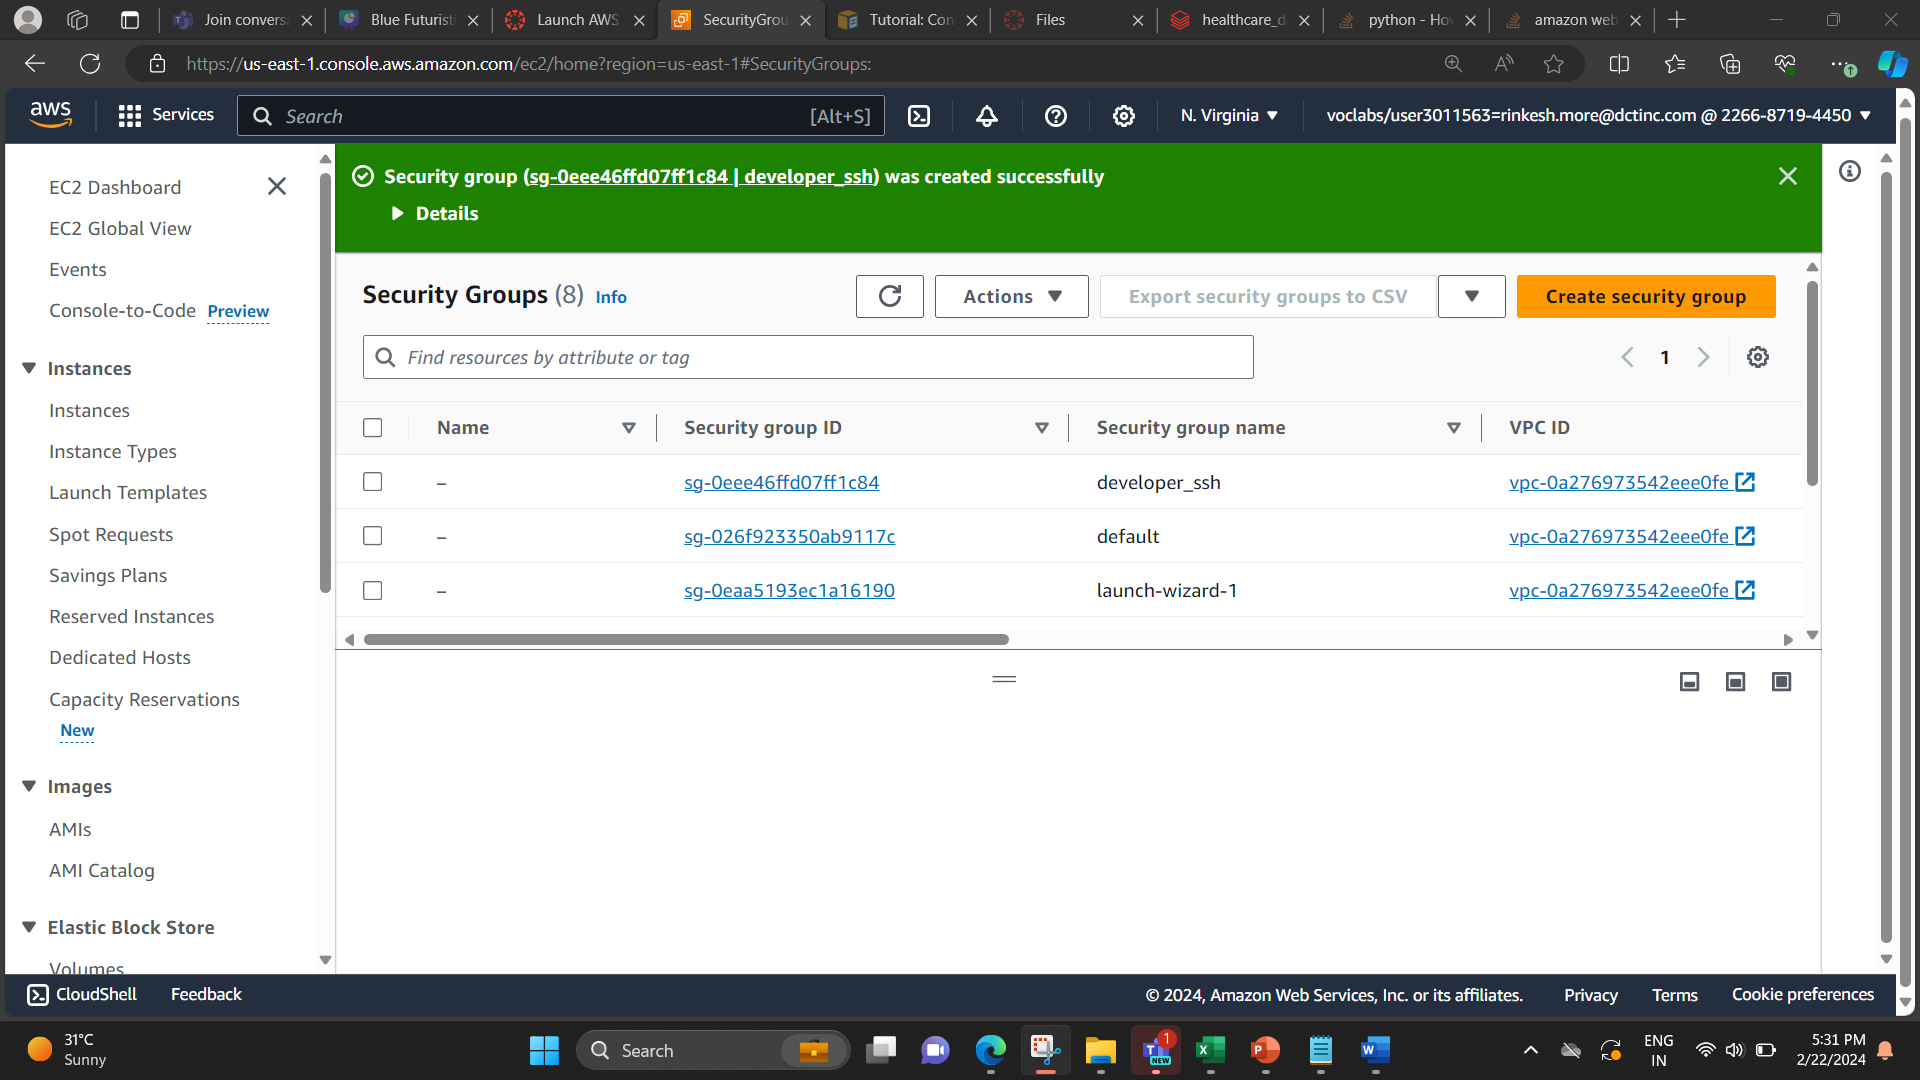 Join conversa
Blue Futuristi
Launch AWS
SecurityGrou
Tutorial: Con
Files
healthcare_d
python - Ho
amazon web
https://us-east-1.console.aws.amazon.com/ec2/home?region=us-east-1#SecurityGroups:
aws
Services
Search
[Alt+S]
N. Virginia
voclabs/user3011563=rinkesh.more@dctinc.com @ 2266-8719-4450
EC2 Dashboard
EC2 Global View
Events
Console-to-Code Preview
Instances
Instances
Instance Types
Launch Templates
Spot Requests
Savings Plans
Reserved Instances
Dedicated Hosts
Capacity Reservations
New
Images
AMIs
AMI Catalog
Elastic Block Store
Volumes
Security group (sg-0eee46ffd07ff1c84 | developer_ssh) was created successfully
Details
Security Groups (8) Info
Actions
Export security groups to CSV
Create security group
Find resources by attribute or tag
1
Name Security group ID Security group name VPC ID
– sg-0eee46ffd07ff1c84 developer_ssh vpc-0a276973542eee0fe
– sg-026f923350ab9117c default vpc-0a276973542eee0fe
– sg-0eaa5193ec1a16190 launch-wizard-1 vpc-0a276973542eee0fe
CloudShell Feedback
© 2024, Amazon Web Services, Inc. or its affiliates. Privacy Terms Cookie preferences
31°C
Sunny
Search
1
NEW
ENG
IN
5:31 PM
2/22/2024